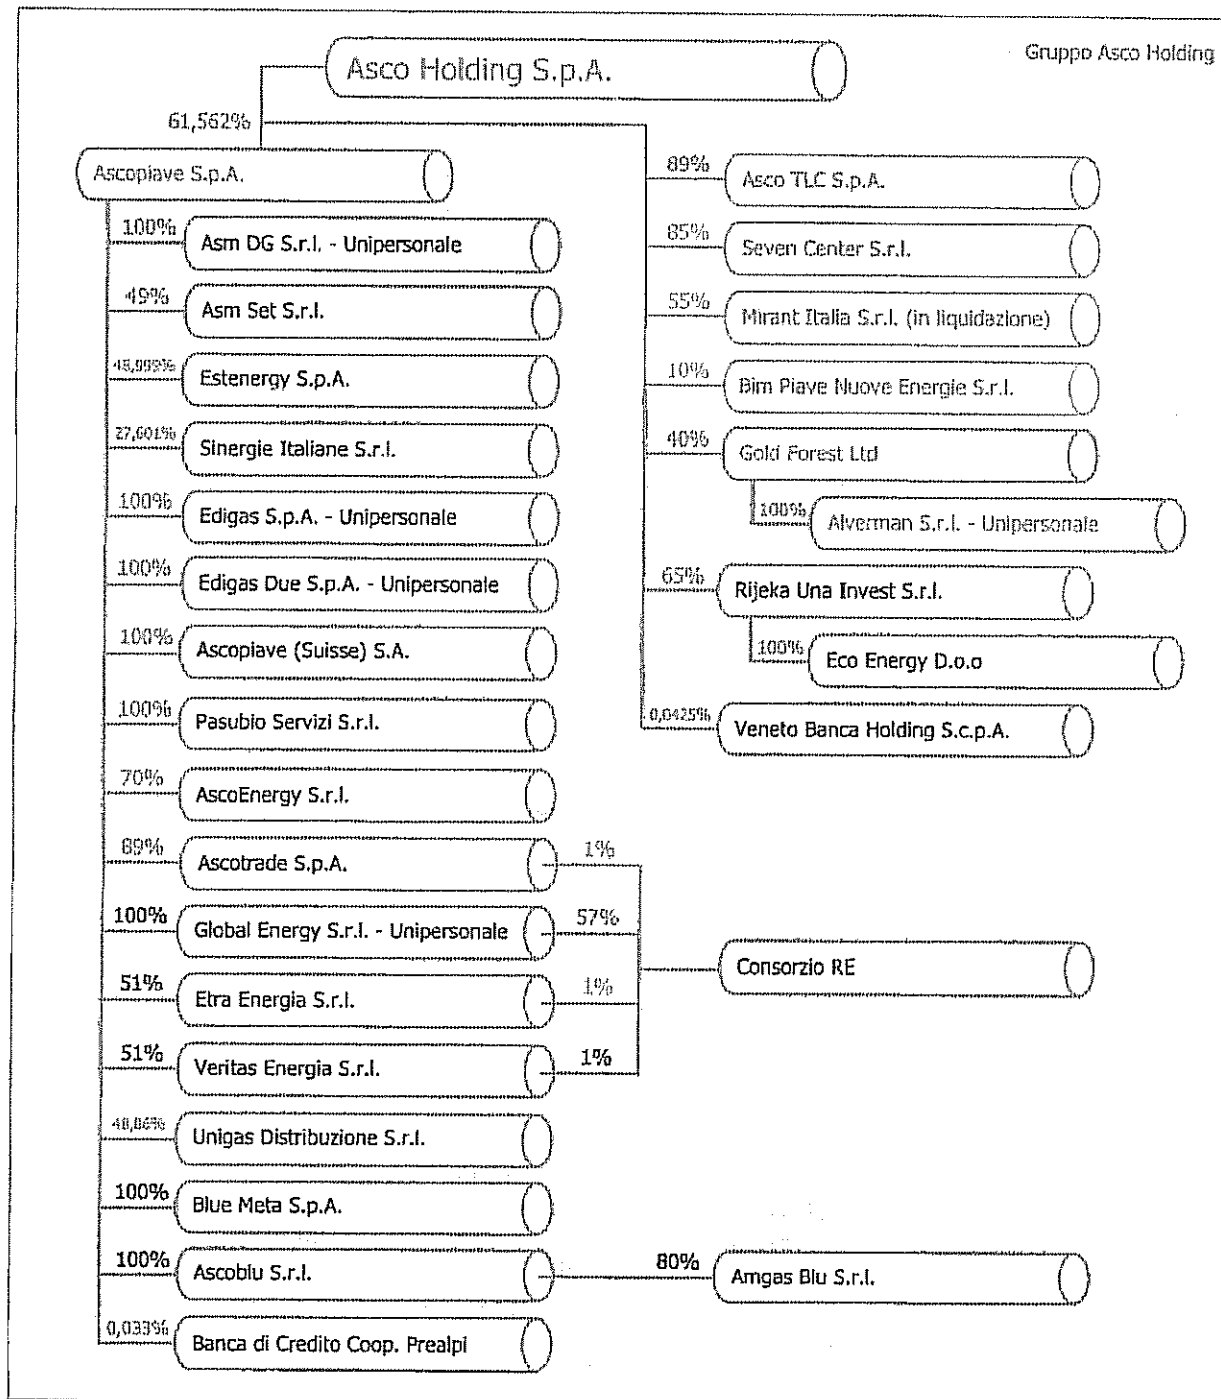 Gruppo Asco Holding
Asco Holding S.p.A.
61,562%
Ascopiave S.p.A.
100%
Asm DG S.r.l. - Unipersonale
49%
Asm Set S.r.l.
48,999%
Estenergy S.p.A.
27,601%
Sinergie Italiane S.r.l.
100%
Edigas S.p.A. - Unipersonale
100%
Edigas Due S.p.A. - Unipersonale
100%
Ascopiave (Suisse) S.A.
100%
Pasubio Servizi S.r.l.
70%
AscoEnergy S.r.l.
89%
Ascotrade S.p.A.
1%
100%
Global Energy S.r.l. - Unipersonale
57%
51%
Etra Energia S.r.l.
1%
51%
Veritas Energia S.r.l.
1%
Consorzio RE
48,86%
Unigas Distribuzione S.r.l.
100%
Blue Meta S.p.A.
100%
Ascoblu S.r.l.
80%
Amgas Blu S.r.l.
0,033%
Banca di Credito Coop. Prealpi
89%
Asco TLC S.p.A.
85%
Seven Center S.r.l.
55%
Mirant Italia S.r.l. (in liquidazione)
10%
Bim Piave Nuove Energie S.r.l.
40%
Gold Forest Ltd
100%
Alverman S.r.l. - Unipersonale
65%
Rijeka Una Invest S.r.l.
100%
Eco Energy D.o.o
0,0425%
Veneto Banca Holding S.c.p.A.